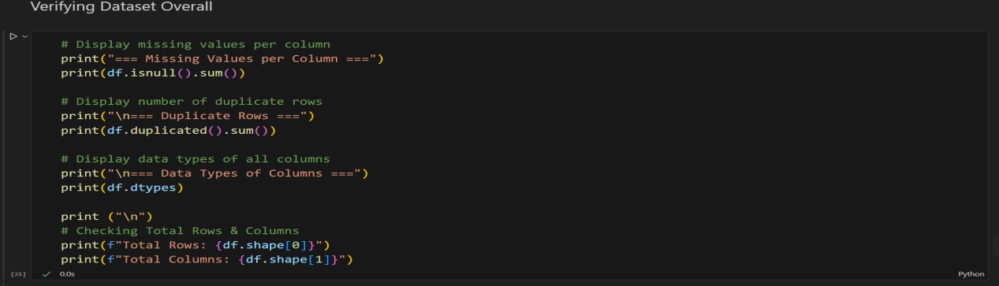 Verifying Dataset Overall
# Display missing values per column
print("=== Missing Values per Column ===")
print(df.isnull().sum())
# Display number of duplicate rows
print("\n=== Duplicate Rows ===")
print(df.duplicated().sum())
# Display data types of all columns
print("\n=== Data Types of Columns ===")
print(df.dtypes)
print ("\n")
# Checking Total Rows & Columns
print(f"Total Rows: {df.shape[0]}")
print(f"Total Columns: {df.shape[1]}")
[21] ✓ 0.0s Python